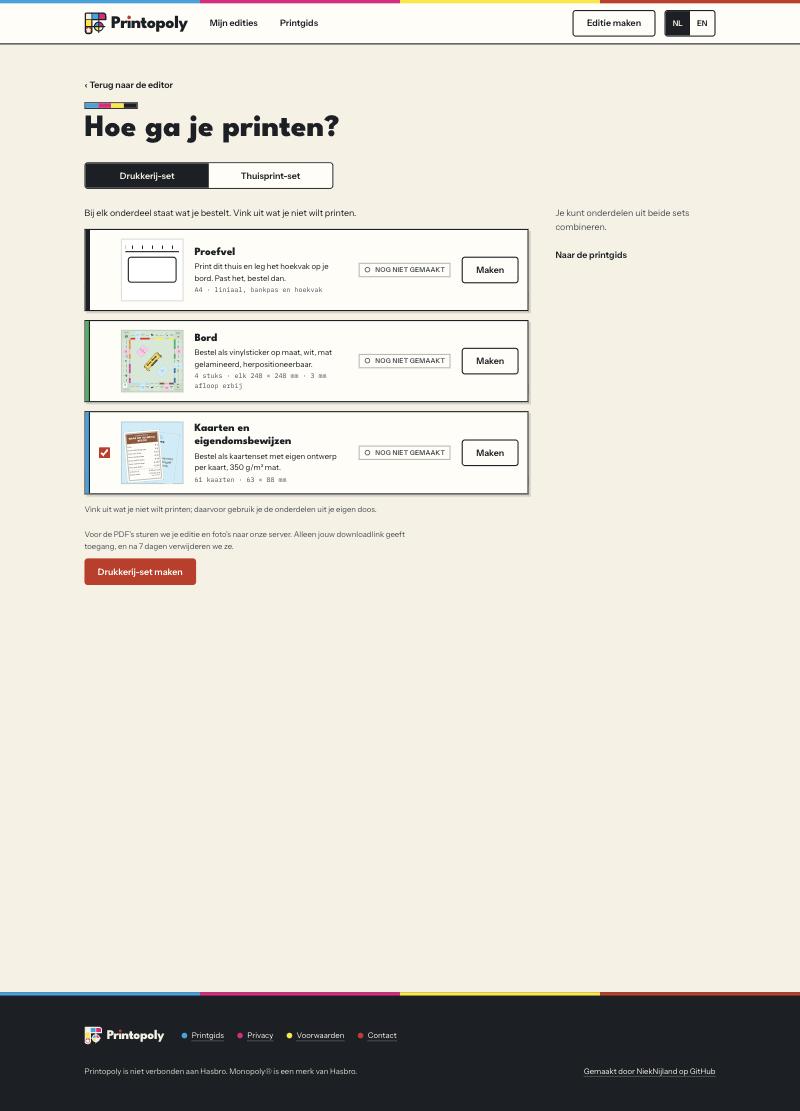 Printopoly
Mijn edities
Printgids
Editie maken
NL
EN
‹ Terug naar de editor
Hoe ga je printen?
Drukkerij-set
Thuisprint-set
Bij elk onderdeel staat wat je bestelt. Vink uit wat je niet wilt printen.
Je kunt onderdelen uit beide sets
combineren.
Naar de printgids
Proefvel
Print dit thuis en leg het hoekvak op je
bord. Past het, bestel dan.
A4 · liniaal, bankpas en hoekvak
NOG NIET GEMAAKT
Maken
Bord
Bestel als vinylsticker op maat, wit, mat
gelamineerd, herpositioneerbaar.
4 stuks · elk 248 × 248 mm · 3 mm
afloop erbij
NOG NIET GEMAAKT
Maken
Kaarten en
eigendomsbewijzen
Bestel als kaartenset met eigen ontwerp
per kaart, 350 g/m² mat.
61 kaarten · 63 × 88 mm
NOG NIET GEMAAKT
Maken
Vink uit wat je niet wilt printen; daarvoor gebruik je de onderdelen uit je eigen doos.
Voor de PDF's sturen we je editie en foto's naar onze server. Alleen jouw downloadlink geeft
toegang, en na 7 dagen verwijderen we ze.
Drukkerij-set maken
Printopoly
Printgids
Privacy
Voorwaarden
Contact
Printopoly is niet verbonden aan Hasbro. Monopoly® is een merk van Hasbro.
Gemaakt door NiekNijland op GitHub